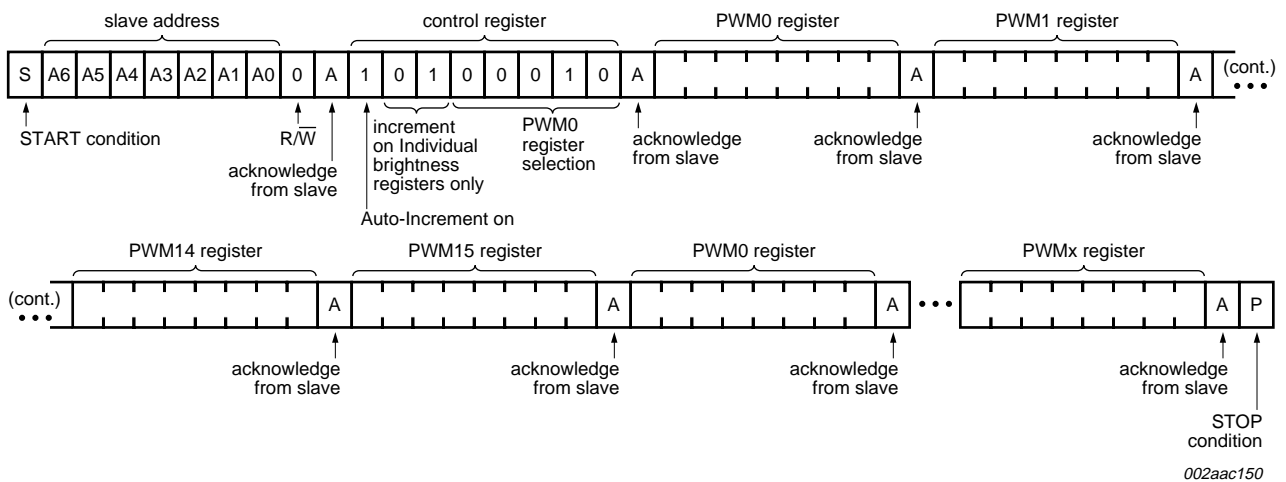 slave address control register PWM0 register PWM1 register
S A6 A5 A4 A3 A2 A1 A0 0 A 1 0 1 0 0 0 1 0 A A A (cont.)
START condition
R/W̅
acknowledge
from slave
increment
on Individual
brightness
registers only
Auto-Increment on
PWM0
register
selection
acknowledge
from slave
acknowledge
from slave
acknowledge
from slave
PWM14 register PWM15 register PWM0 register PWMx register
(cont.) A A A A P
acknowledge
from slave
acknowledge
from slave
acknowledge
from slave
acknowledge
from slave
STOP
condition
002aac150